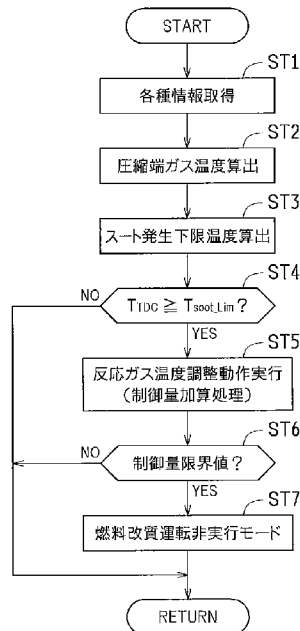 START
ST1
各種情報取得
ST2
圧縮端ガス温度算出
ST3
スート発生下限温度算出
ST4
NO
TTDC ≧ Tsoot_Lim ?
YES
ST5
反応ガス温度調整動作実行
(制御量加算処理)
ST6
NO
制御量限界値?
YES
ST7
燃料改質運転非実行モード
RETURN